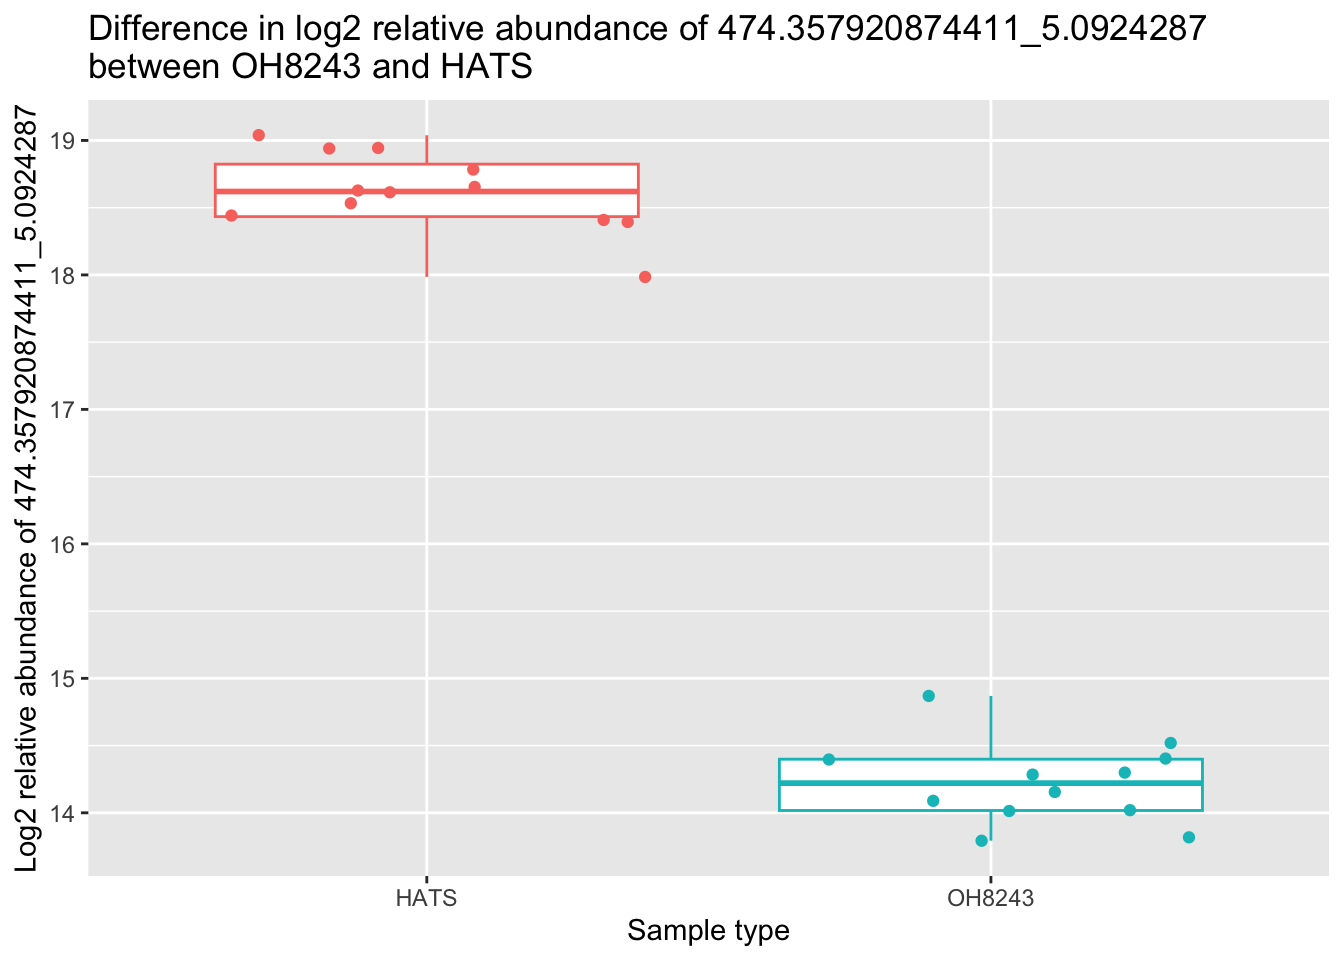 Difference in log2 relative abundance of 474.357920874411_5.0924287
between OH8243 and HATS
Log2 relative abundance of 474.357920874411_5.0924287
19
18
17
16
15
14
HATS
OH8243
Sample type